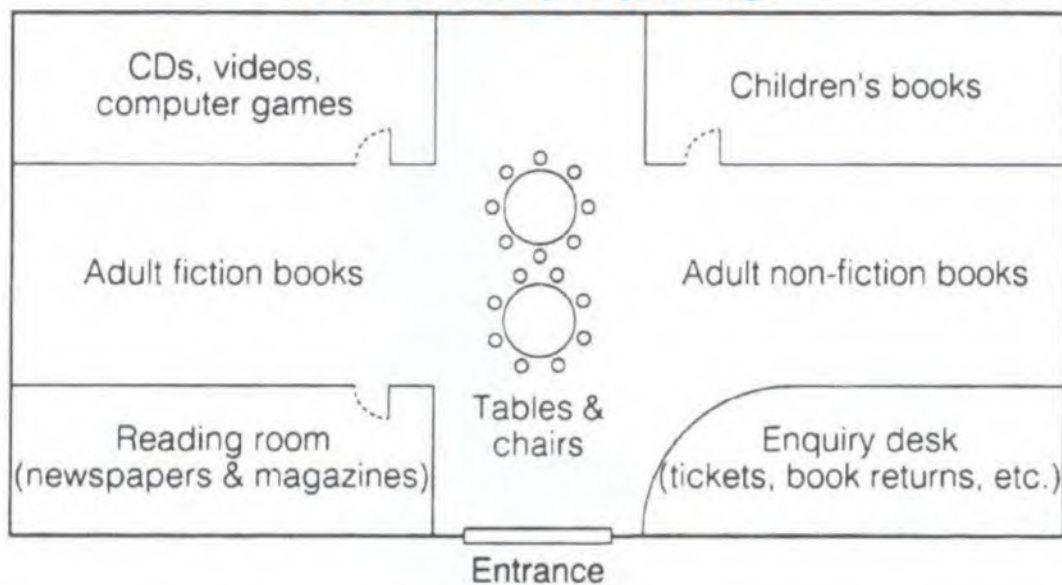 CDs, videos,
computer games
Children's books
Adult fiction books
Adult non-fiction books
Tables &
chairs
Reading room
(newspapers & magazines)
Enquiry desk
(tickets, book returns, etc.)
Entrance